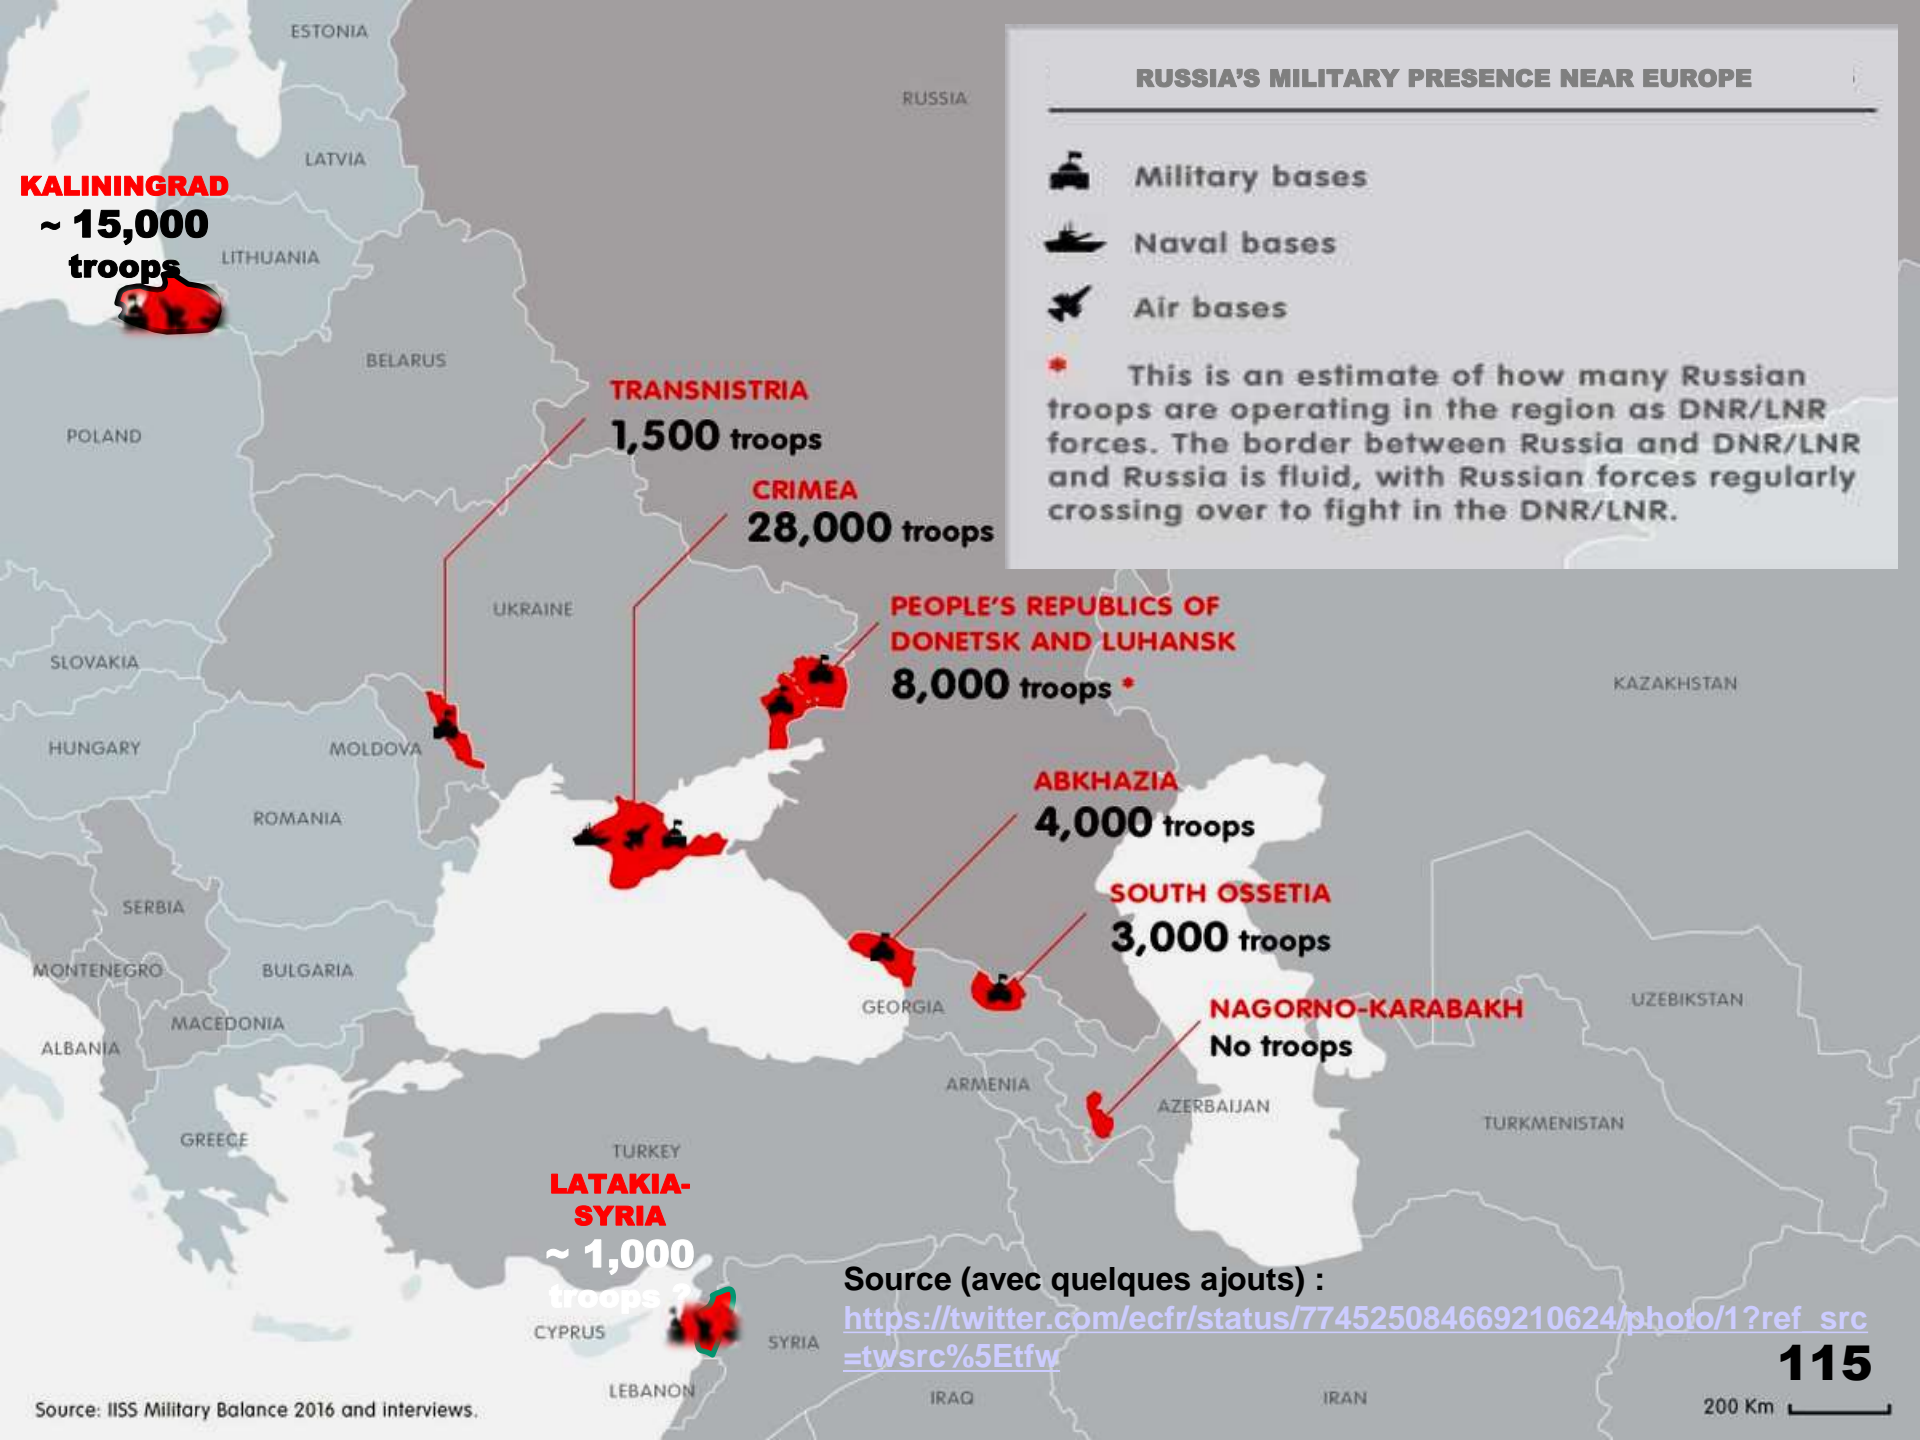 ESTONIA
RUSSIA
RUSSIA'S MILITARY PRESENCE NEAR EUROPE
Military bases
Naval bases
Air bases
* This is an estimate of how many Russian
troops are operating in the region as DNR/LNR
forces. The border between Russia and DNR/LNR
and Russia is fluid, with Russian forces regularly
crossing over to fight in the DNR/LNR.
LATVIA
KALININGRAD
~ 15,000
troops
LITHUANIA
BELARUS
POLAND
TRANSNISTRIA
1,500 troops
CRIMEA
28,000 troops
UKRAINE
PEOPLE'S REPUBLICS OF
DONETSK AND LUHANSK
8,000 troops *
SLOVAKIA
KAZAKHSTAN
HUNGARY
MOLDOVA
ROMANIA
ABKHAZIA
4,000 troops
SERBIA
SOUTH OSSETIA
3,000 troops
MONTENEGRO
BULGARIA
GEORGIA
UZEBIKSTAN
NAGORNO-KARABAKH
No troops
MACEDONIA
ALBANIA
ARMENIA
AZERBAIJAN
TURKMENISTAN
GREECE
TURKEY
LATAKIA-
SYRIA
~ 1,000
troops ?
CYPRUS
SYRIA
LEBANON
IRAQ
IRAN
Source (avec quelques ajouts) :
https://twitter.com/ecfr/status/774525084669210624/photo/1?ref_src
=twsrc%5Etfw
115
200 Km
Source: IISS Military Balance 2016 and interviews.